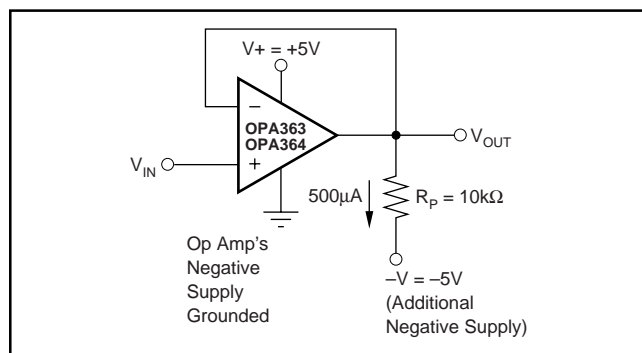 V+ = +5V
−
OPA363
OPA364
+
V_IN
V_OUT
500µA
R_P = 10kΩ
Op Amp's
Negative
Supply
Grounded
−V = −5V
(Additional
Negative Supply)